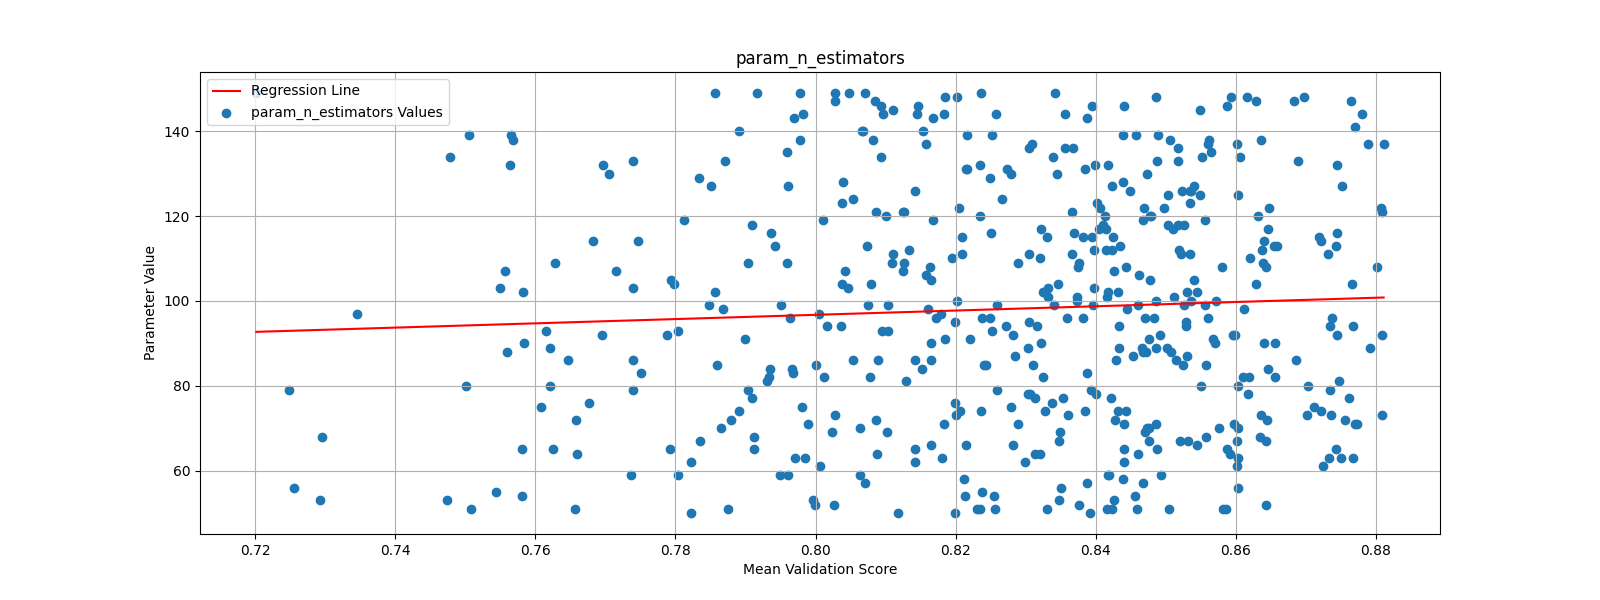 param_n_estimators
Regression Line
param_n_estimators Values
Parameter Value
140
120
100
80
60
0.72 0.74 0.76 0.78 0.80 0.82 0.84 0.86 0.88
Mean Validation Score